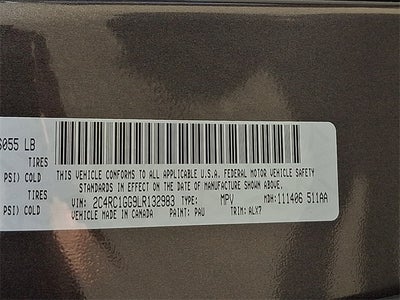 6055 LB
TIRES
PSI) COLD
TIRES
PSI) COLD
THIS VEHICLE CONFORMS TO ALL APPLICABLE U.S.A. FEDERAL MOTOR VEHICLE SAFETY
STANDARDS IN EFFECT ON THE DATE OF MANUFACTURE SHOWN ABOVE.
VIN: 2C4RC1GG9LR132983 TYPE: MPV MDH:111406 511AA
VEHICLE MADE IN CANADA PAINT: PAU TRIM: ALX7